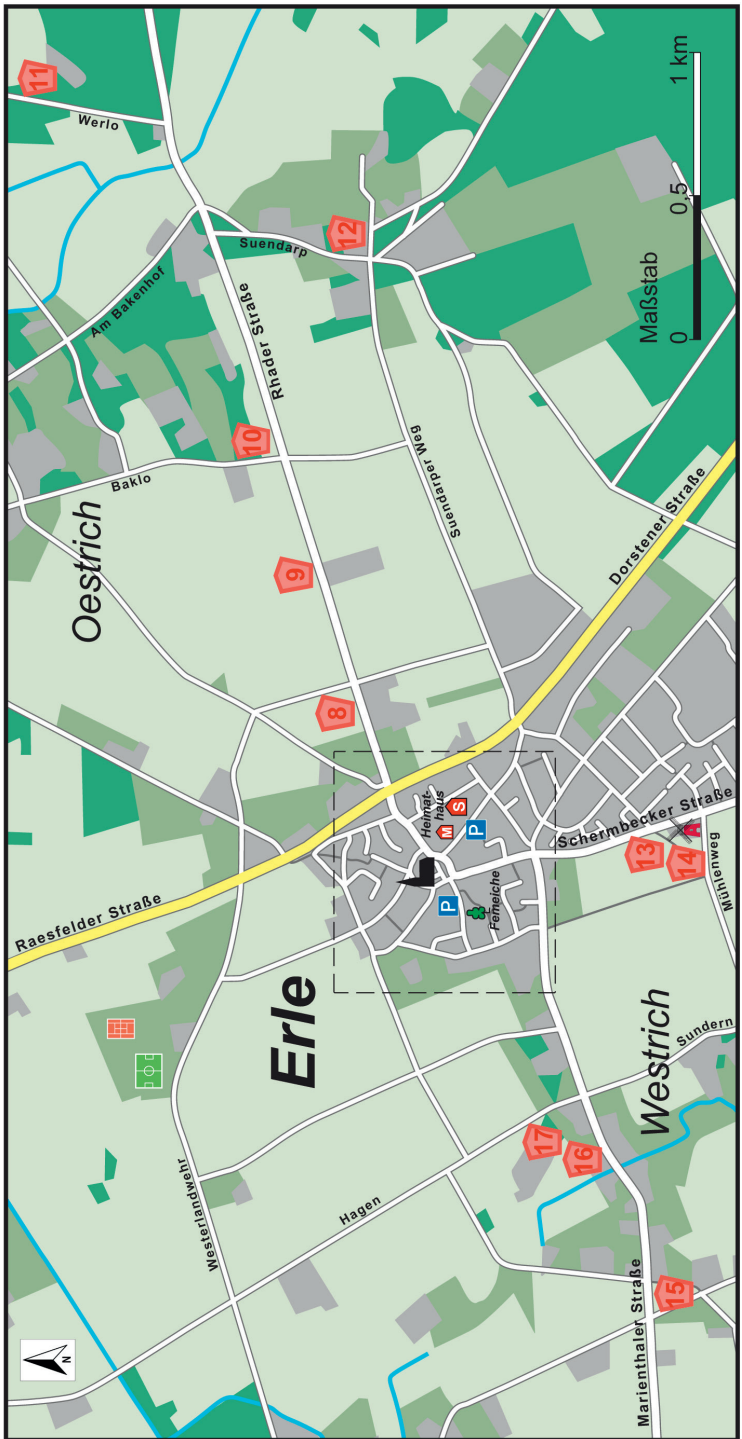 N
Westerlandwehr
Hagen
Marienthaler Straße
15
16
17
Westrich
Sundern
Erle
Raesfelder Straße
P
Femeiche
Mühlenweg
14
13
Schermbecker Straße
Heimat-
haus
M
S
P
8
Oestrich
9
Baklo
10
Rhader Straße
Suendarper Weg
Dorstener Straße
Am Bakenhof
Suendarp
12
Werlo
11
Maßstab
0
0,5
1 km